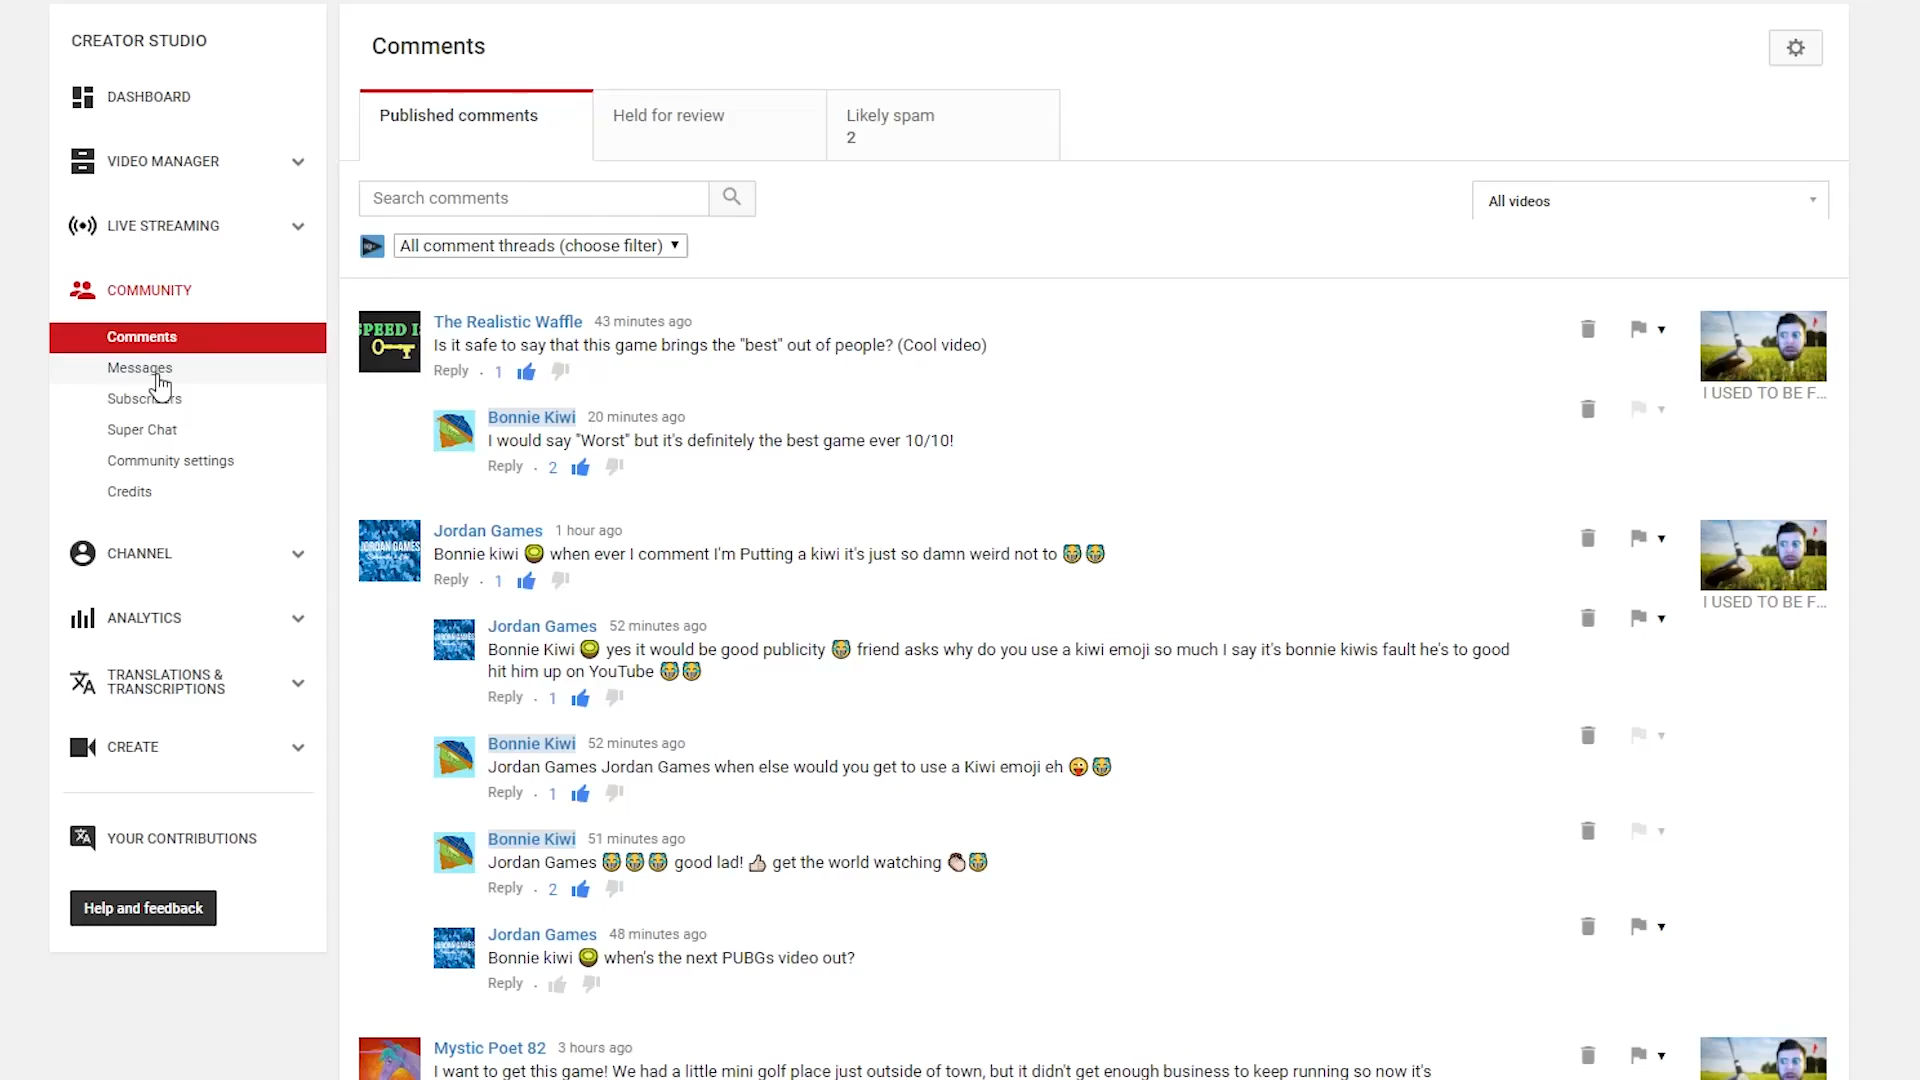 CREATOR STUDIO
DASHBOARD
VIDEO MANAGER
LIVE STREAMING
COMMUNITY
Comments
Messages
Subscribers
Super Chat
Community settings
Credits
CHANNEL
ANALYTICS
TRANSLATIONS &
TRANSCRIPTIONS
CREATE
YOUR CONTRIBUTIONS
Help and feedback
Comments
Published comments
Held for review
Likely spam
2
Search comments
All videos
All comment threads (choose filter)
SPEED I
The Realistic Waffle 43 minutes ago
Is it safe to say that this game brings the "best" out of people? (Cool video)
Reply · 1
I USED TO BE F...
Bonnie Kiwi 20 minutes ago
I would say "Worst" but it's definitely the best game ever 10/10!
Reply · 2
JORDAN GAMES
Jordan Games 1 hour ago
Bonnie kiwi 🥝 when ever I comment I'm Putting a kiwi it's just so damn weird not to 😂😂
Reply · 1
I USED TO BE F...
Jordan Games 52 minutes ago
Bonnie Kiwi 🥝 yes it would be good publicity 😂 friend asks why do you use a kiwi emoji so much I say it's bonnie kiwis fault he's to good
hit him up on YouTube 😂😂
Reply · 1
Bonnie Kiwi 52 minutes ago
Jordan Games Jordan Games when else would you get to use a Kiwi emoji eh 😜😂
Reply · 1
Bonnie Kiwi 51 minutes ago
Jordan Games 😂😂😂 good lad! 👍 get the world watching 👏😂
Reply · 2
Jordan Games 48 minutes ago
Bonnie kiwi 🥝 when's the next PUBGs video out?
Reply ·
Mystic Poet 82 3 hours ago
I want to get this game! We had a little mini golf place just outside of town, but it didn't get enough business to keep running so now it's